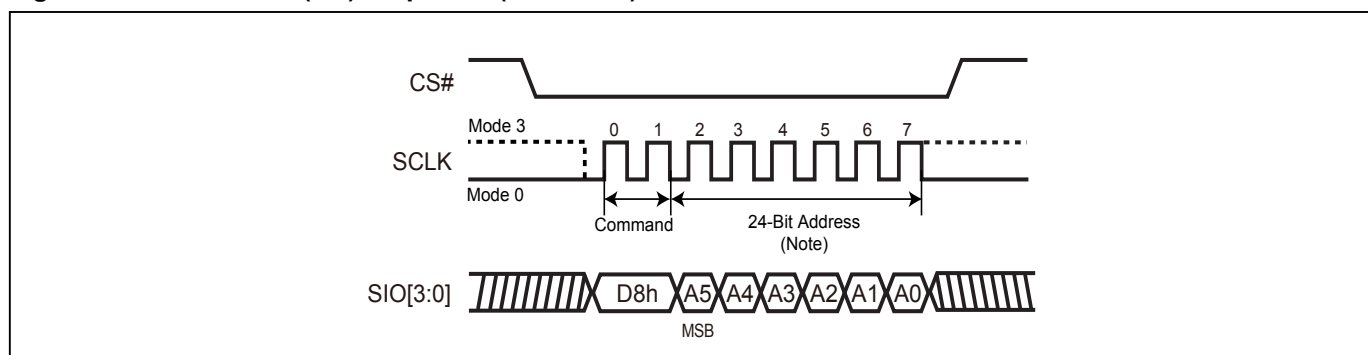 CS#
Mode 3
0 1 2 3 4 5 6 7
SCLK
Mode 0
Command
24-Bit Address
(Note)
SIO[3:0]
D8h A5 A4 A3 A2 A1 A0
MSB